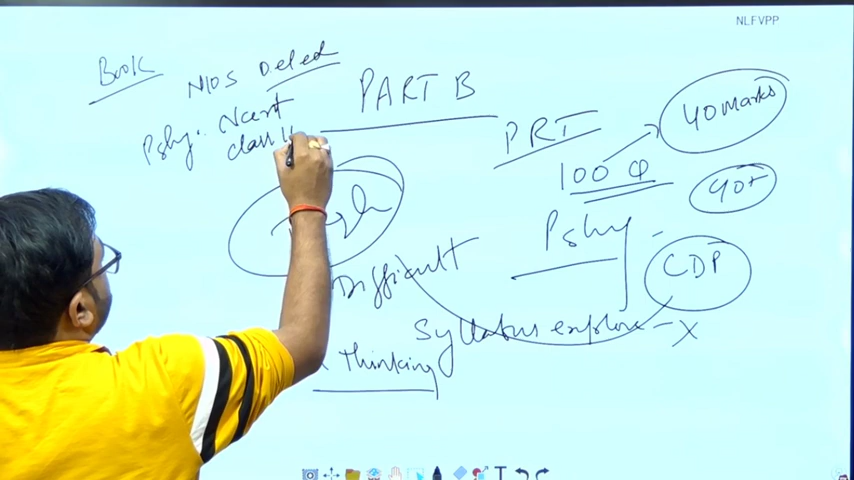 NLFVPP
Book
NIOS Deled
PART B
40 marks
Pshy: Ncert
class 11
PRT
100 Q
40+
Pshy
Difficult
CDP
Syllabus explore - X
Thinking